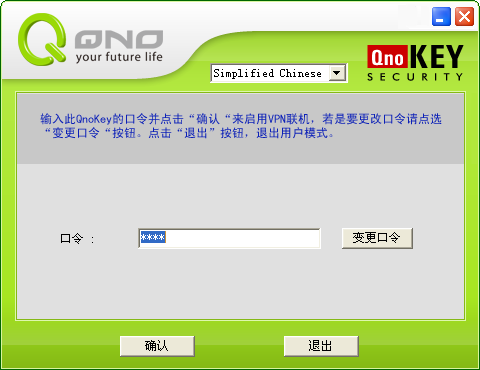 QNO
your future life
Simplified Chinese
Qno KEY
SECURITY
输入此QnoKey的口令并点击“确认“来启用VPN联机，若是要更改口令请点选
“变更口令“按钮。点击“退出”按钮，退出用户模式。
口令 : **** 变更口令
确认 退出